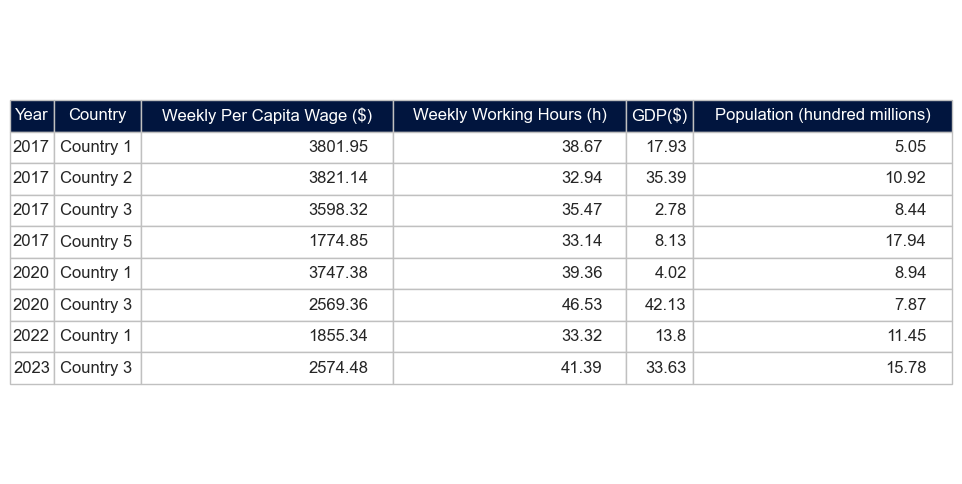 Year Country Weekly Per Capita Wage ($) Weekly Working Hours (h) GDP($) Population (hundred millions)
2017 Country 1 3801.95 38.67 17.93 5.05
2017 Country 2 3821.14 32.94 35.39 10.92
2017 Country 3 3598.32 35.47 2.78 8.44
2017 Country 5 1774.85 33.14 8.13 17.94
2020 Country 1 3747.38 39.36 4.02 8.94
2020 Country 3 2569.36 46.53 42.13 7.87
2022 Country 1 1855.34 33.32 13.8 11.45
2023 Country 3 2574.48 41.39 33.63 15.78